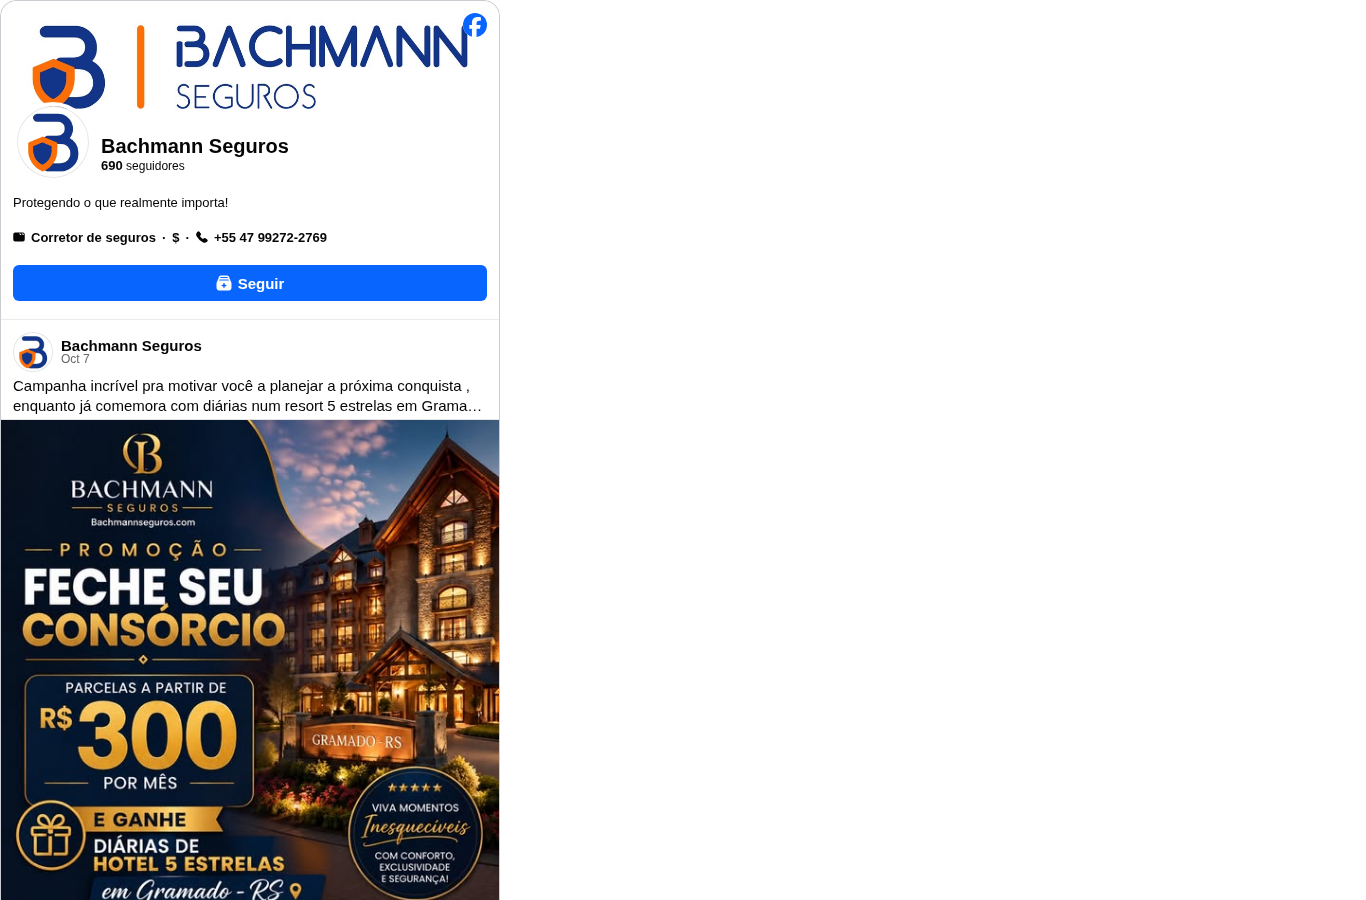 BACHMANN
SEGUROS
Bachmann Seguros
690 seguidores
Protegendo o que realmente importa!
Corretor de seguros · $ · +55 47 99272-2769
Seguir
Bachmann Seguros
Oct 7
Campanha incrível pra motivar você a planejar a próxima conquista ,
enquanto já comemora com diárias num resort 5 estrelas em Grama…
BACHMANN
SEGUROS
Bachmannseguros.com
PROMOÇÃO
FECHE SEU
CONSÓRCIO
PARCELAS A PARTIR DE
R$ 300
POR MÊS
GRAMADO - RS
E GANHE
DIÁRIAS DE
HOTEL 5 ESTRELAS
em Gramado - RS
VIVA MOMENTOS
Inesquecíveis
COM CONFORTO,
EXCLUSIVIDADE
E SEGURANÇA!